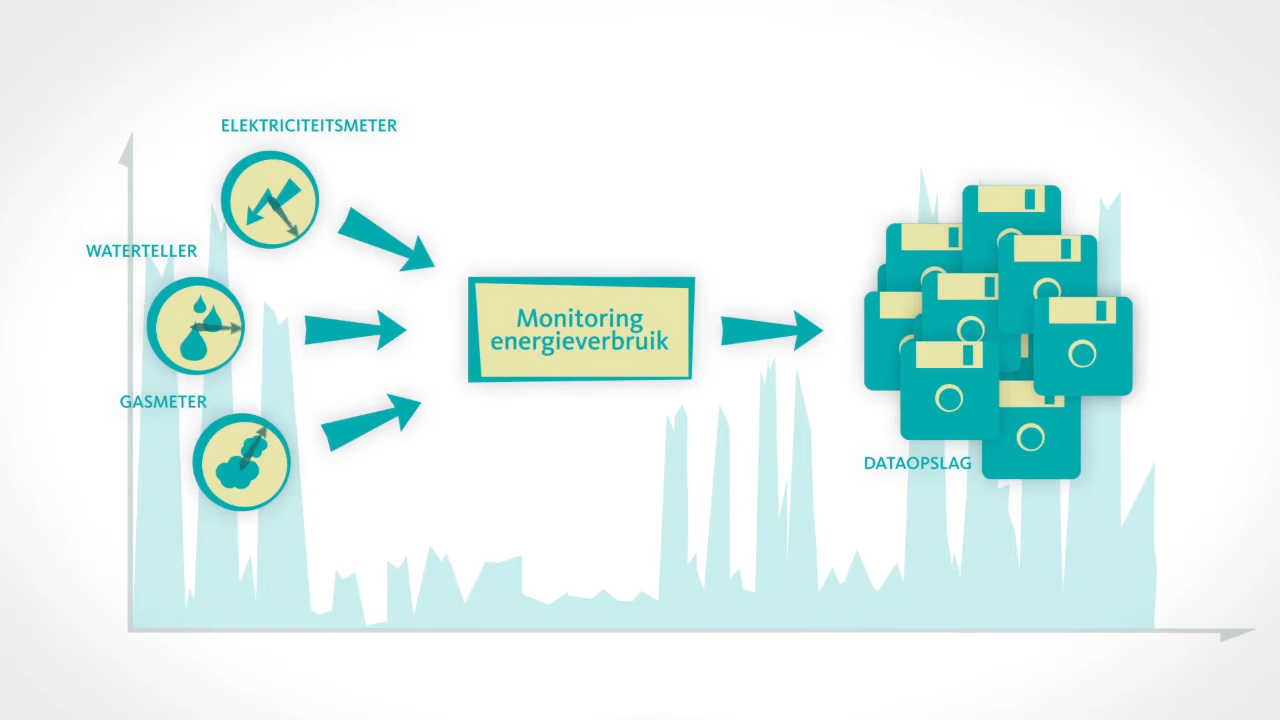 ELEKTRICITEITSMETER
WATERTELLER
GASMETER
Monitoring
energieverbruik
DATAOPSLAG